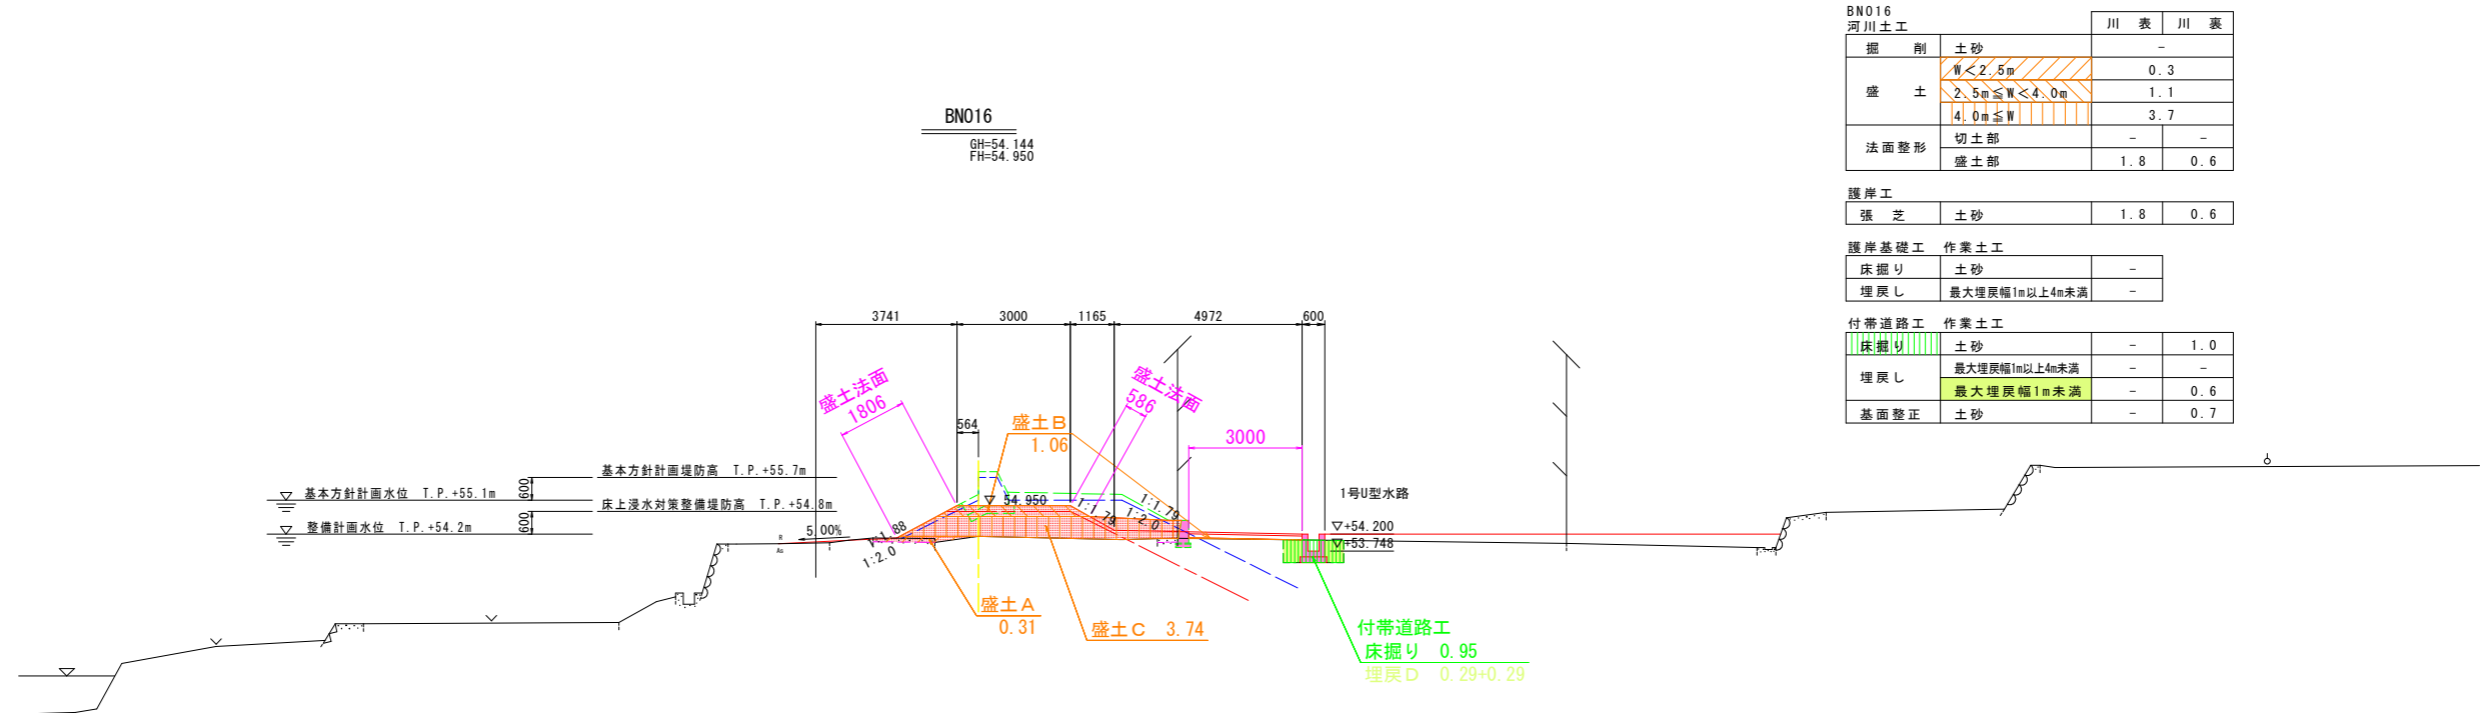 BNO16
河川土工
川 表 川 裏
掘 削 土砂 -
盛 土 W<2.5m 0.3
2.5m≦W<4.0m 1.1
4.0m≦W 3.7
法面整形 切土部 - -
盛土部 1.8 0.6
護岸工
張 芝 土砂 1.8 0.6
護岸基礎工 作業土工
床掘り 土砂 -
埋戻し 最大埋戻幅1m以上4m未満 -
付帯道路工 作業土工
床掘り 土砂 - 1.0
埋戻し 最大埋戻幅1m以上4m未満 - -
最大埋戻幅1m未満 - 0.6
基面整正 土砂 - 0.7
BNO16
GH=54.144
FH=54.950
3741 3000 1165 4972 600
盛土法面
1806
盛土法面
586
564
盛土B
1.06
3000
基本方針計画堤防高 T.P.+55.7m
600
基本方針計画水位 T.P.+55.1m
床上浸水対策整備堤防高 T.P.+54.8m
600
整備計画水位 T.P.+54.2m
54.950
1:1.79
1:1.79
1:2.0
1号U型水路
+54.200
+53.748
5.00%
1:1.88
1:2.0
R
As
盛土A
0.31
盛土C 3.74
付帯道路工
床掘り 0.95
埋戻D 0.29+0.29